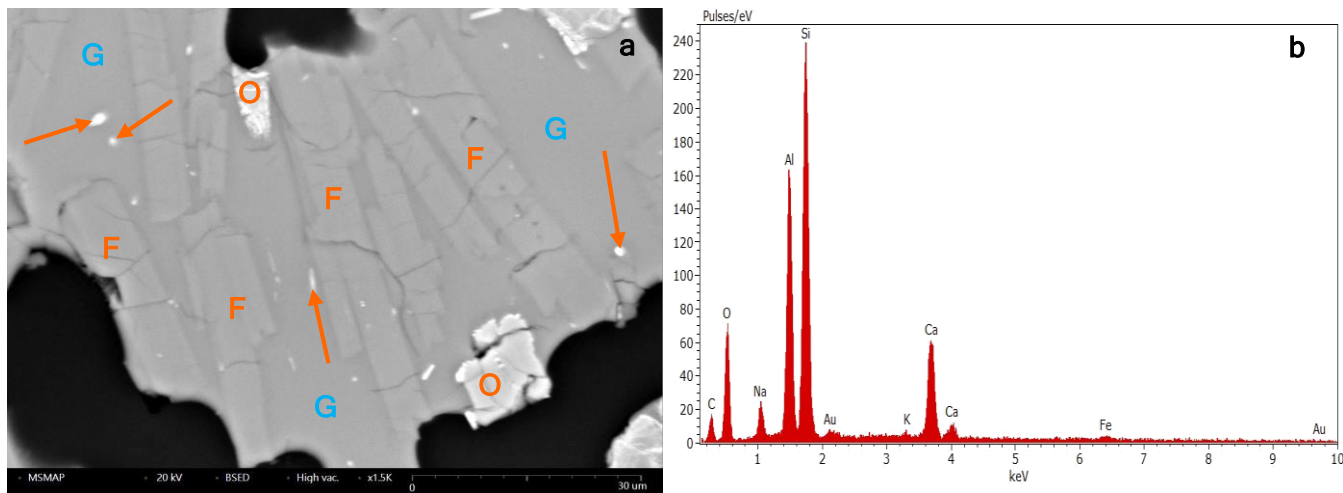 a
G
O
G
F
F
F
F
G
O
MSMAP 20 kV BSED High vac. x1.5K 0 30 um
Pulses/eV
b
240
220
200
180
160
140
120
100
80
60
40
20
0
Si
Al
O
Ca
Na
C
Au
K
Ca
Fe
Au
1 2 3 4 5 6 7 8 9 10
keV